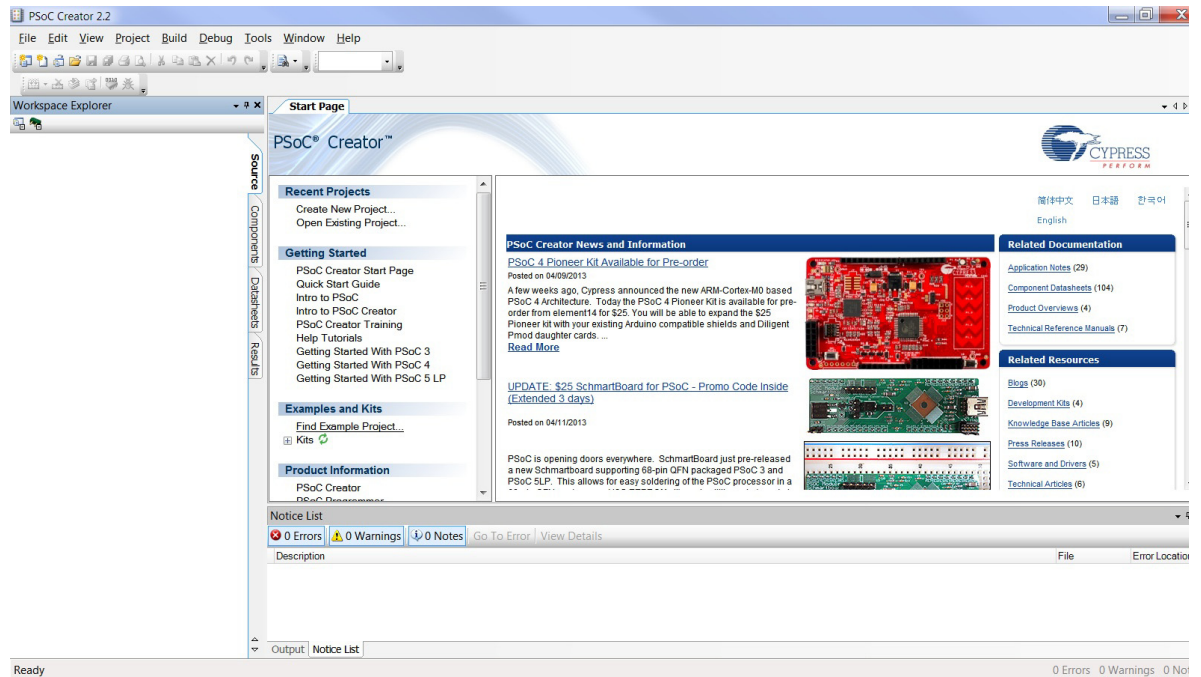 PSoC Creator 2.2
File Edit View Project Build Debug Tools Window Help
Workspace Explorer
Start Page
PSoC® Creator™
CYPRESS
PERFORM
Source
Components
Datasheets
Results
Recent Projects
Create New Project...
Open Existing Project...
Getting Started
PSoC Creator Start Page
Quick Start Guide
Intro to PSoC
Intro to PSoC Creator
PSoC Creator Training
Help Tutorials
Getting Started With PSoC 3
Getting Started With PSoC 4
Getting Started With PSoC 5 LP
Examples and Kits
Find Example Project...
Kits
Product Information
PSoC Creator
PSoC Programmer
简体中文 日本語 한국어
English
PSoC Creator News and Information
PSoC 4 Pioneer Kit Available for Pre-order
Posted on 04/09/2013
A few weeks ago, Cypress announced the new ARM-Cortex-M0 based
PSoC 4 Architecture. Today the PSoC 4 Pioneer Kit is available for pre-
order from element14 for $25. You will be able to expand the $25
Pioneer kit with your existing Arduino compatible shields and Diligent
Pmod daughter cards. ...
Read More
UPDATE: $25 SchmartBoard for PSoC - Promo Code Inside
(Extended 3 days)
Posted on 04/11/2013
PSoC is opening doors everywhere. SchmartBoard just pre-released
a new Schmartboard supporting 68-pin QFN packaged PSoC 3 and
PSoC 5LP. This allows for easy soldering of the PSoC processor in a
Related Documentation
Application Notes (29)
Component Datasheets (104)
Product Overviews (4)
Technical Reference Manuals (7)
Related Resources
Blogs (30)
Development Kits (4)
Knowledge Base Articles (9)
Press Releases (10)
Software and Drivers (5)
Technical Articles (6)
Notice List
0 Errors 0 Warnings 0 Notes Go To Error View Details
Description File Error Location
Output Notice List
Ready 0 Errors 0 Warnings 0 Not